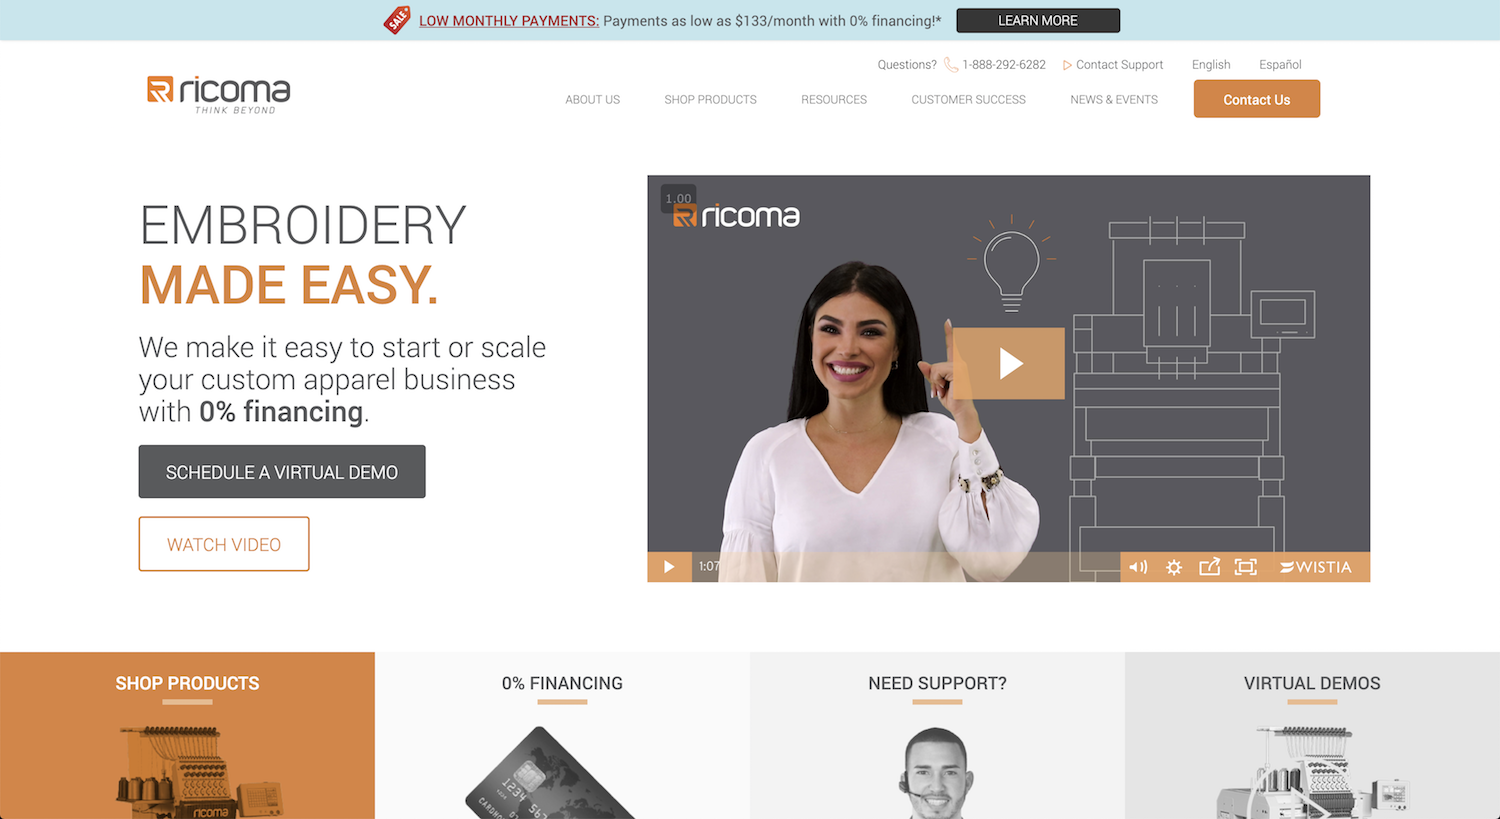 SALE LOW MONTHLY PAYMENTS: Payments as low as $133/month with 0% financing!* LEARN MORE
Questions? 1-888-292-6282 Contact Support English Español
ricoma
THINK BEYOND
ABOUT US SHOP PRODUCTS RESOURCES CUSTOMER SUCCESS NEWS & EVENTS Contact Us
EMBROIDERY
MADE EASY.
We make it easy to start or scale
your custom apparel business
with 0% financing.
SCHEDULE A VIRTUAL DEMO
WATCH VIDEO
1.00
ricoma
1:07
WISTIA
SHOP PRODUCTS
ricoma
0% FINANCING
1234 567
NEED SUPPORT?
VIRTUAL DEMOS